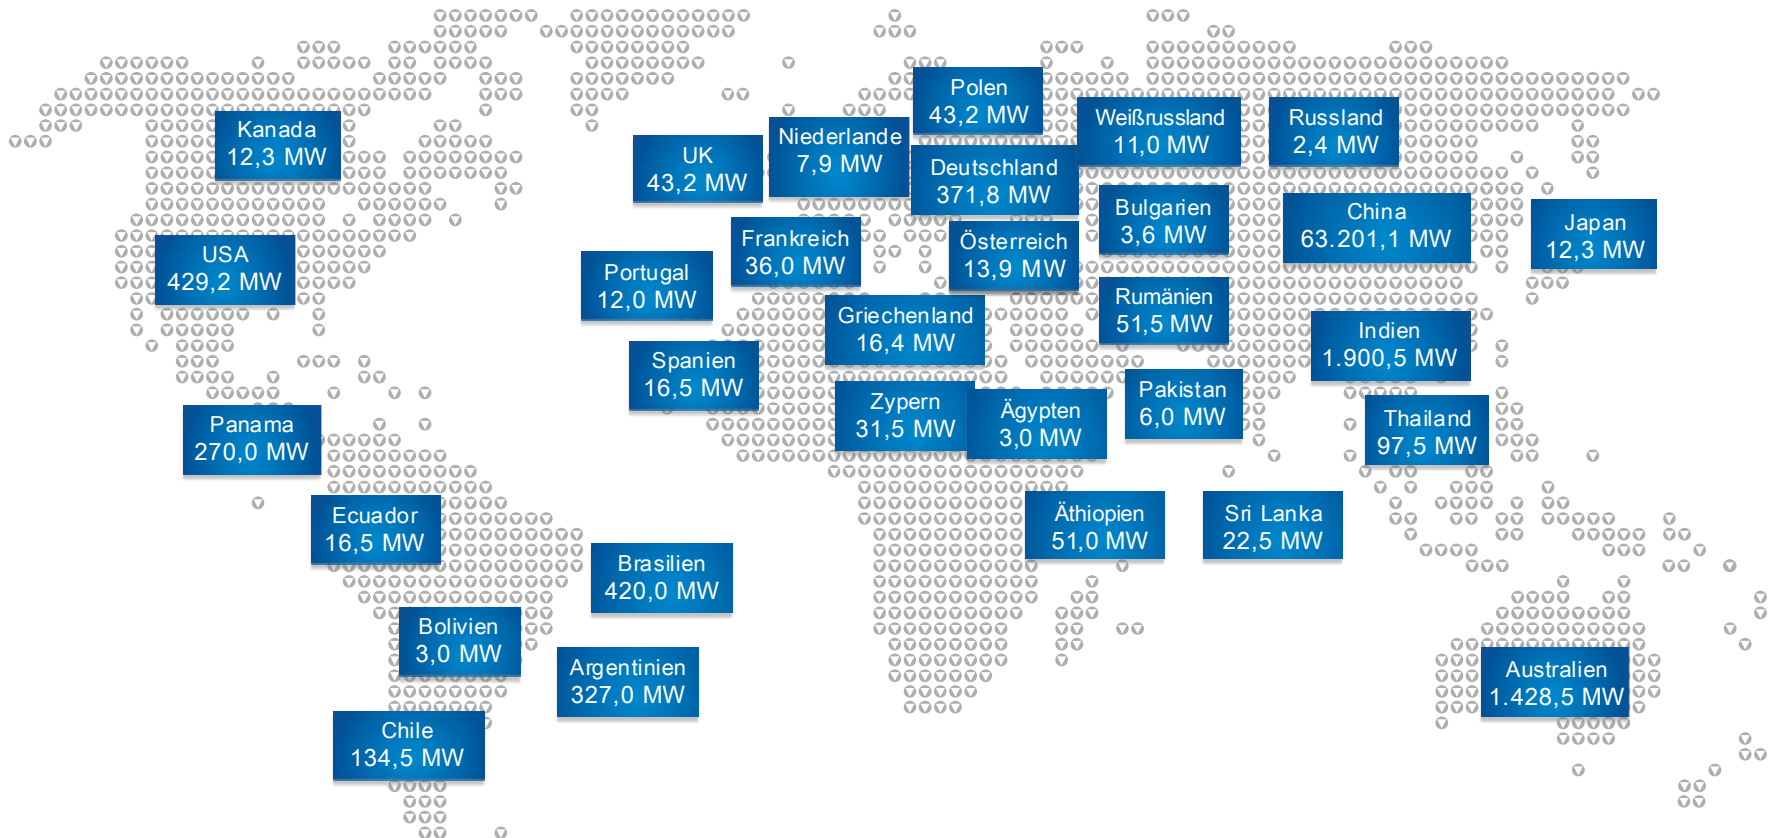 Polen
43,2 MW
Kanada
12,3 MW
UK
43,2 MW
Niederlande
7,9 MW
Deutschland
371,8 MW
Weißrussland
11,0 MW
Russland
2,4 MW
USA
429,2 MW
Portugal
12,0 MW
Frankreich
36,0 MW
Österreich
13,9 MW
Bulgarien
3,6 MW
China
63.201,1 MW
Japan
12,3 MW
Spanien
16,5 MW
Griechenland
16,4 MW
Rumänien
51,5 MW
Indien
1.900,5 MW
Panama
270,0 MW
Zypern
31,5 MW
Ägypten
3,0 MW
Pakistan
6,0 MW
Thailand
97,5 MW
Ecuador
16,5 MW
Brasilien
420,0 MW
Äthiopien
51,0 MW
Sri Lanka
22,5 MW
Bolivien
3,0 MW
Argentinien
327,0 MW
Australien
1.428,5 MW
Chile
134,5 MW